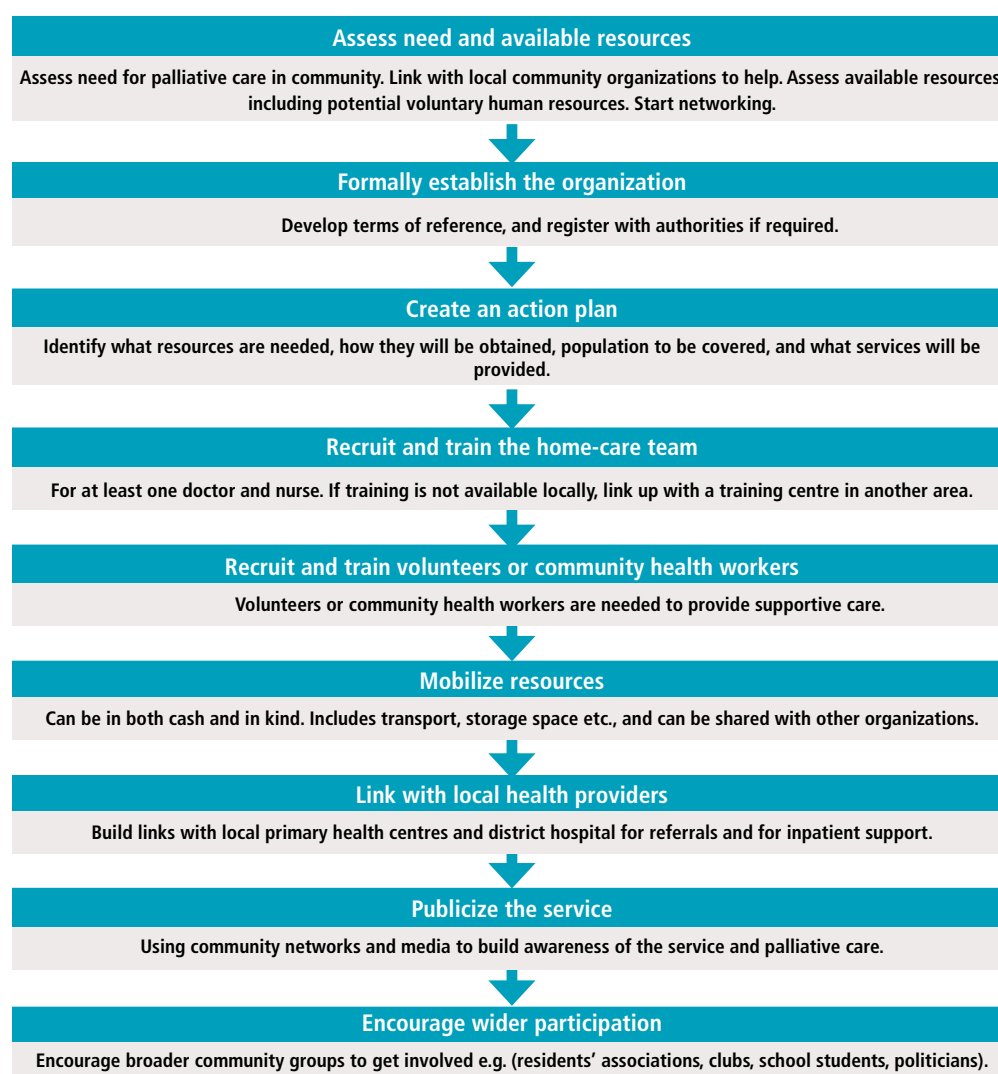 Assess need and available resources
Assess need for palliative care in community. Link with local community organizations to help. Assess available resources
including potential voluntary human resources. Start networking.
Formally establish the organization
Develop terms of reference, and register with authorities if required.
Create an action plan
Identify what resources are needed, how they will be obtained, population to be covered, and what services will be
provided.
Recruit and train the home-care team
For at least one doctor and nurse. If training is not available locally, link up with a training centre in another area.
Recruit and train volunteers or community health workers
Volunteers or community health workers are needed to provide supportive care.
Mobilize resources
Can be in both cash and in kind. Includes transport, storage space etc., and can be shared with other organizations.
Link with local health providers
Build links with local primary health centres and district hospital for referrals and for inpatient support.
Publicize the service
Using community networks and media to build awareness of the service and palliative care.
Encourage wider participation
Encourage broader community groups to get involved e.g. (residents’ associations, clubs, school students, politicians).